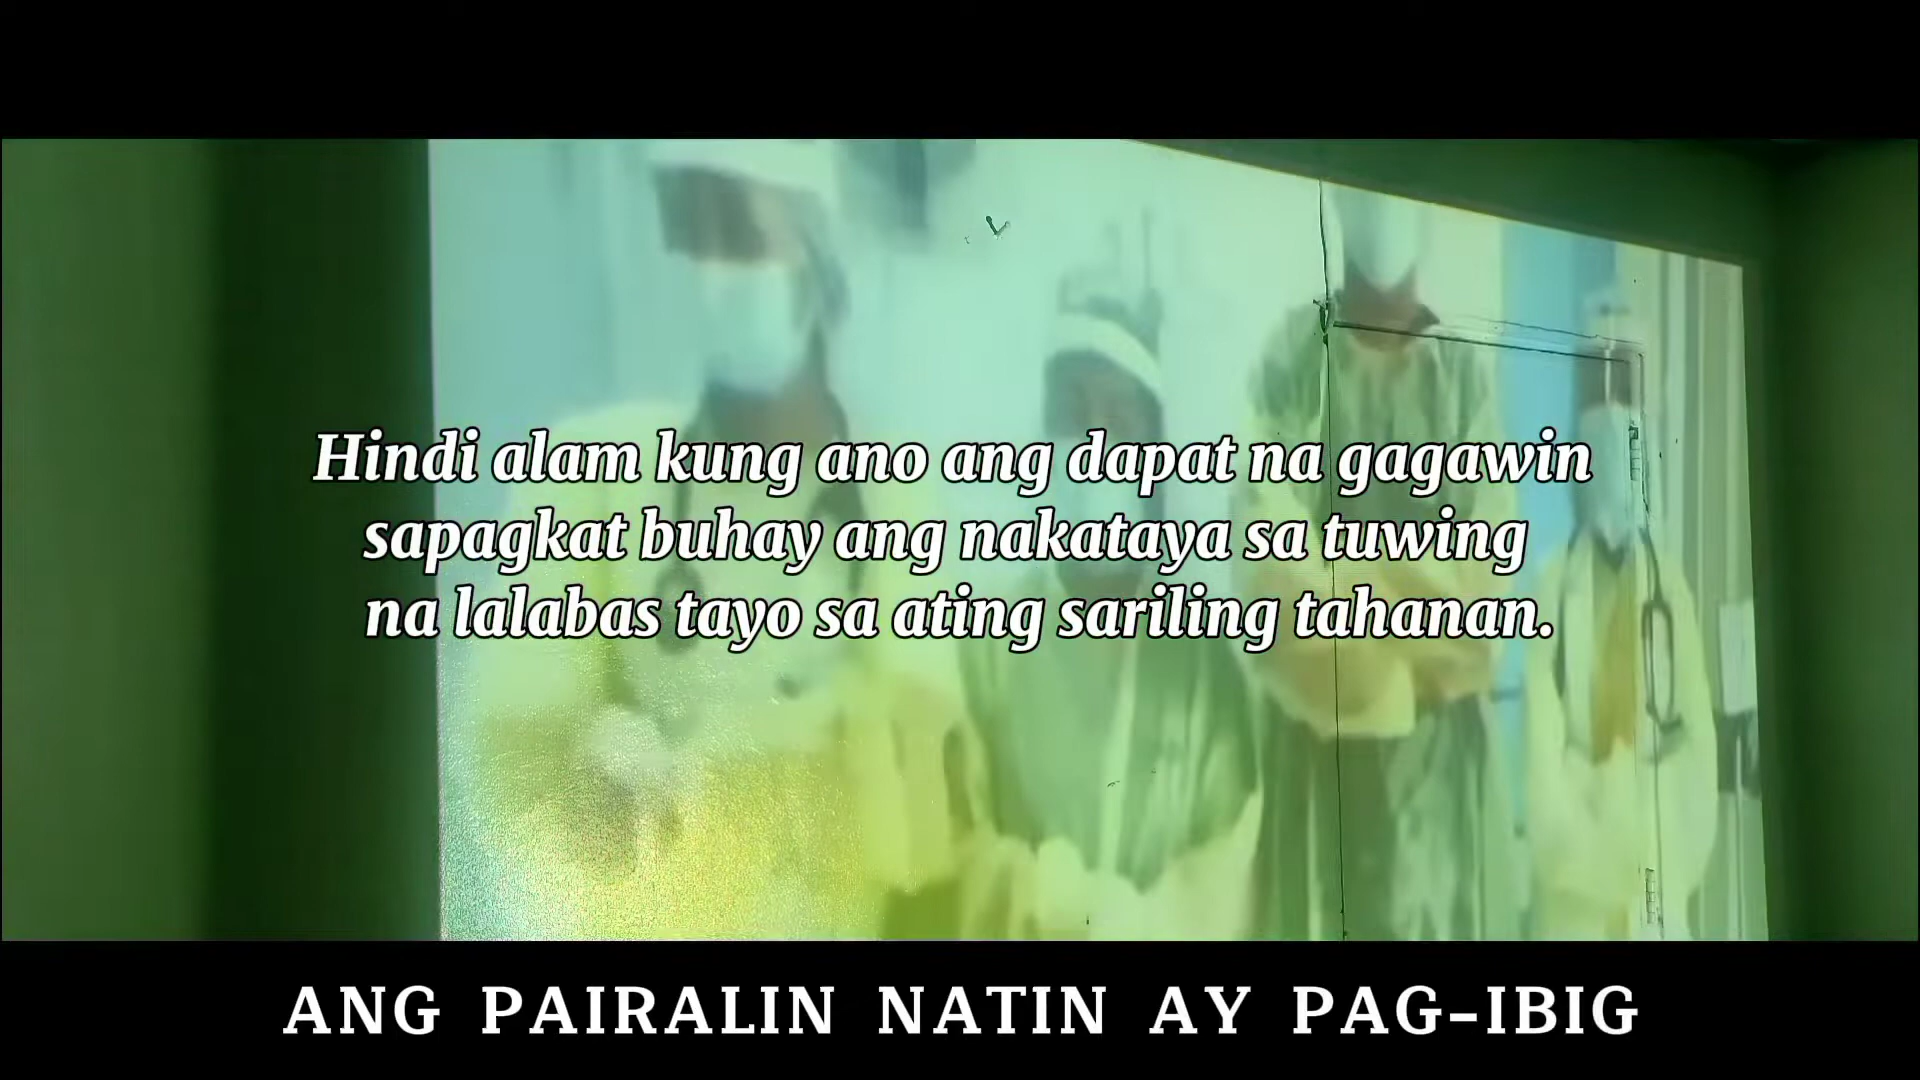 Hindi alam kung ano ang dapat na gagawin
sapagkat buhay ang nakataya sa tuwing
na lalabas tayo sa ating sariling tahanan.
ANG PAIRALIN NATIN AY PAG-IBIG